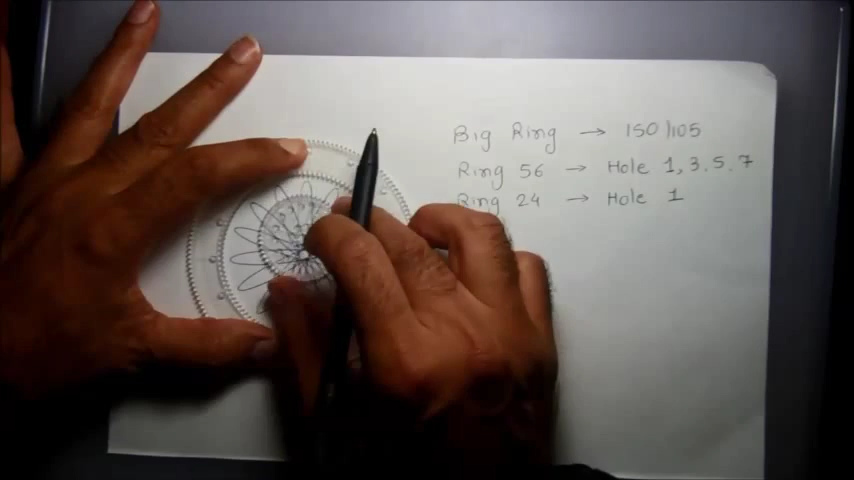 Big Ring → 150/105
Ring 56 → Hole 1, 3, 5, 7
Ring 24 → Hole 1